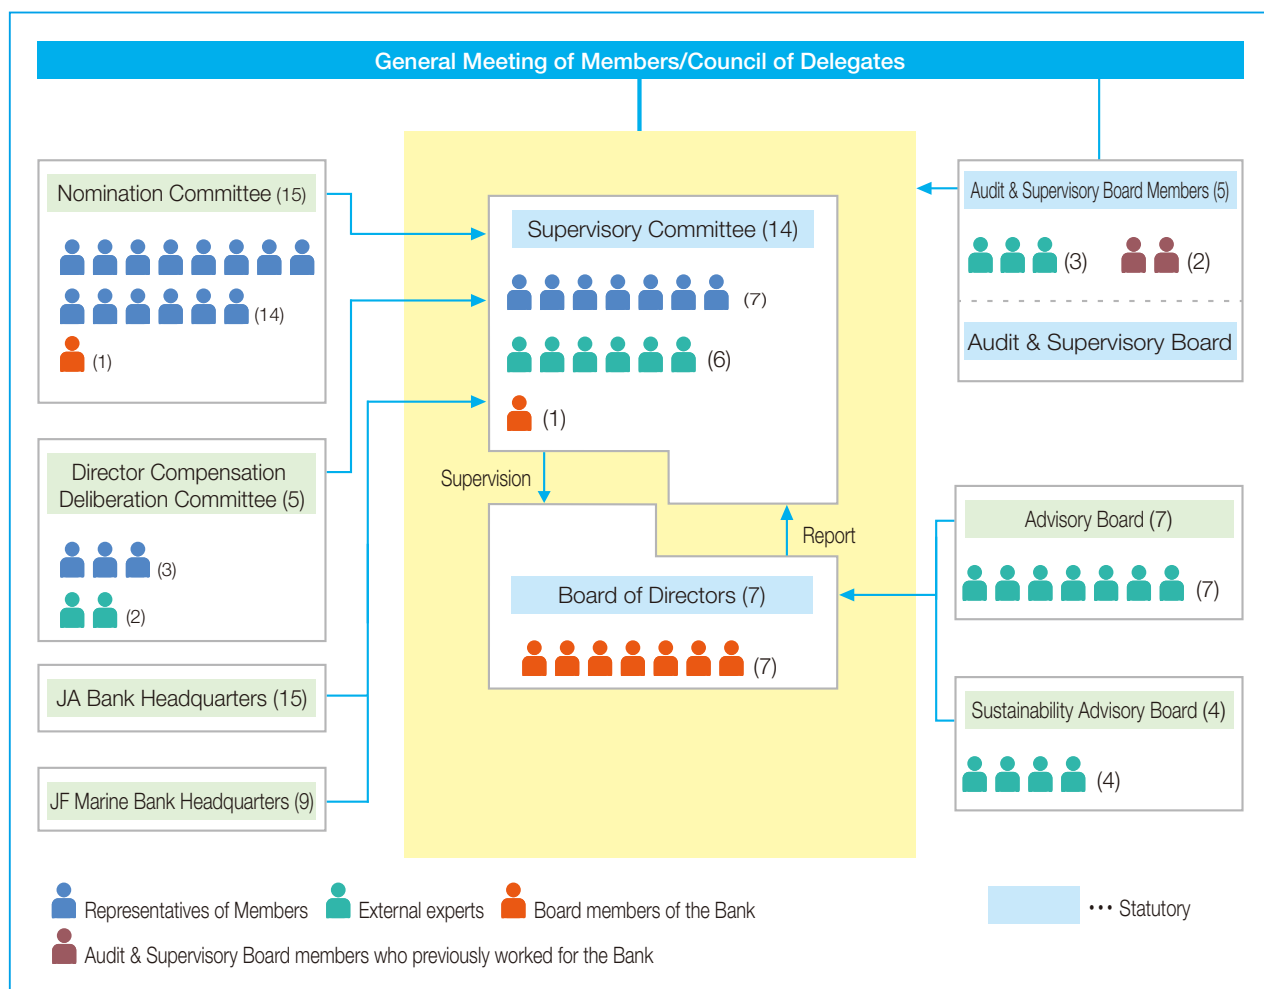 General Meeting of Members/Council of Delegates
Nomination Committee (15)
(14)
(1)
Director Compensation
Deliberation Committee (5)
(3)
(2)
JA Bank Headquarters (15)
JF Marine Bank Headquarters (9)
Supervisory Committee (14)
(7)
(6)
(1)
Supervision
Report
Board of Directors (7)
(7)
Audit & Supervisory Board Members (5)
(3)
(2)
Audit & Supervisory Board
Advisory Board (7)
(7)
Sustainability Advisory Board (4)
(4)
Representatives of Members
External experts
Board members of the Bank
Audit & Supervisory Board members who previously worked for the Bank
••• Statutory